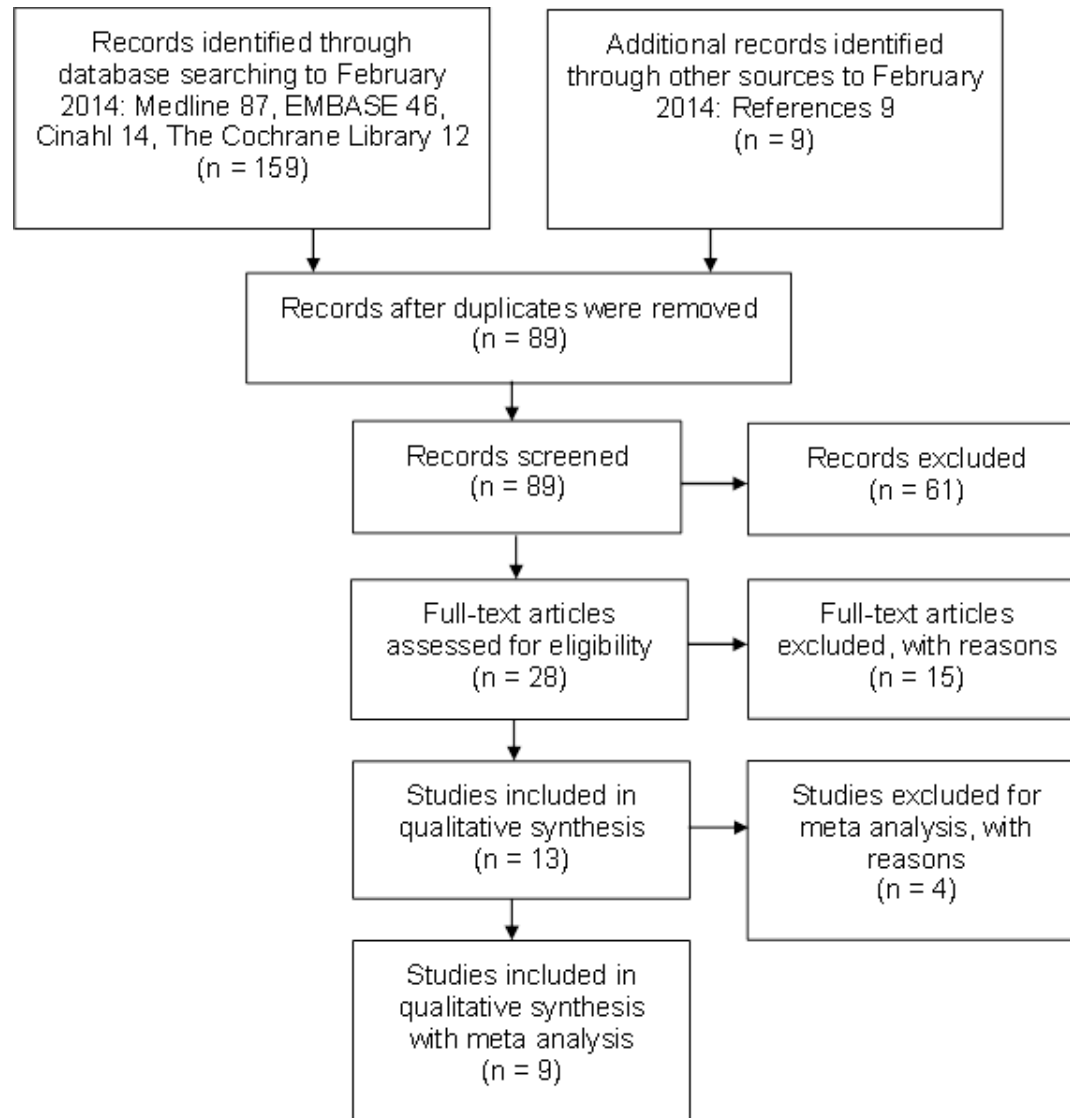 Records identified through
database searching to February
2014: Medline 87, EMBASE 46,
Cinahl 14, The Cochrane Library 12
(n = 159)
Additional records identified
through other sources to February
2014: References 9
(n = 9)
Records after duplicates were removed
(n = 89)
Records screened
(n = 89)
Records excluded
(n = 61)
Full-text articles
assessed for eligibility
(n = 28)
Full-text articles
excluded, with reasons
(n = 15)
Studies included in
qualitative synthesis
(n = 13)
Studies excluded for
meta analysis, with
reasons
(n = 4)
Studies included in
qualitative synthesis
with meta analysis
(n = 9)